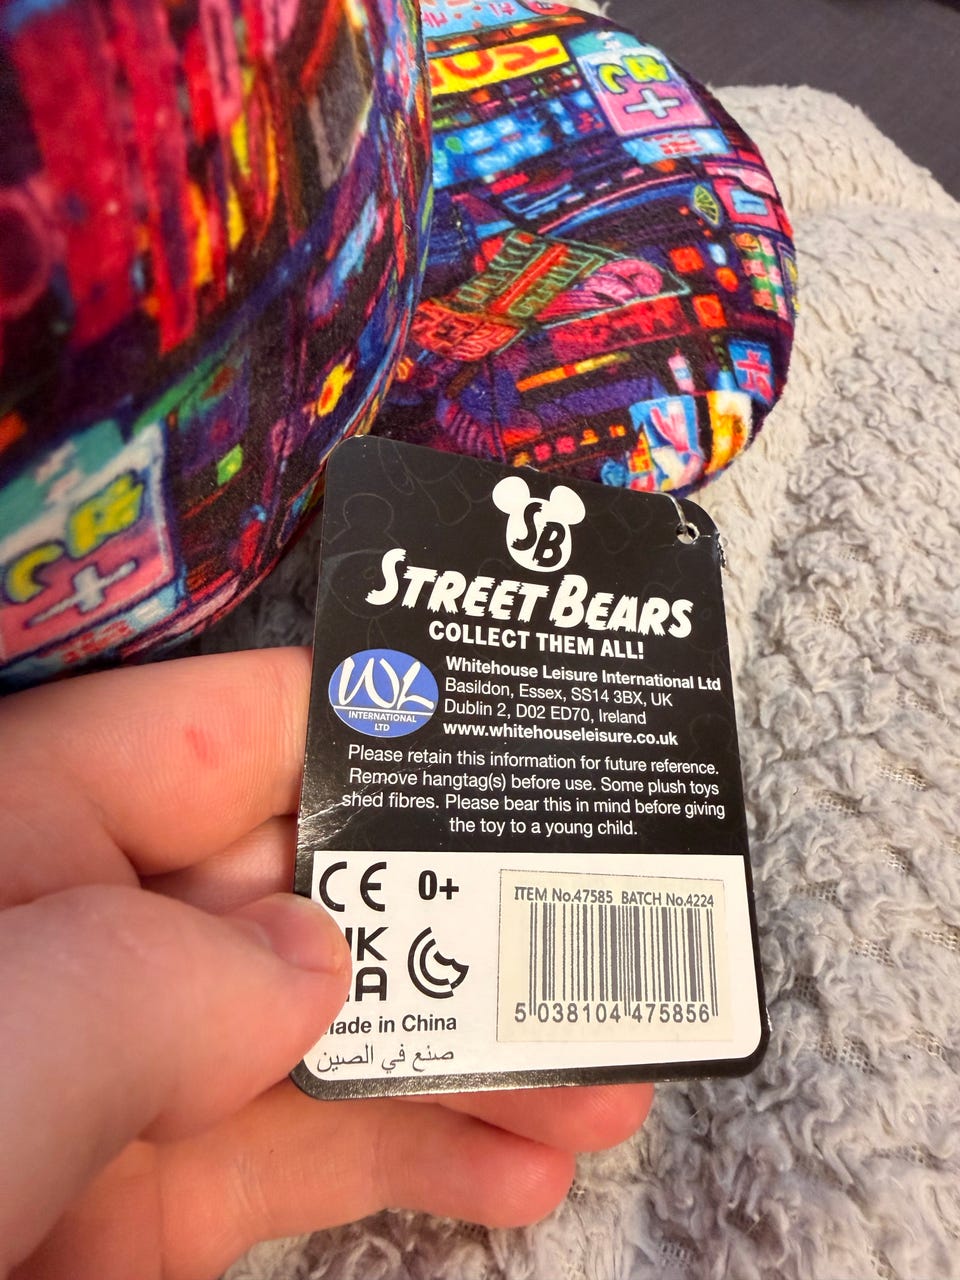 SB
STREET BEARS
COLLECT THEM ALL!
WL
INTERNATIONAL
LTD
Whitehouse Leisure International Ltd
Basildon, Essex, SS14 3BX, UK
Dublin 2, D02 ED70, Ireland
www.whitehouseleisure.co.uk
Please retain this information for future reference.
Remove hangtag(s) before use. Some plush toys
shed fibres. Please bear this in mind before giving
the toy to a young child.
CE 0+
ITEM No.47585 BATCH No.4224
5 038104 475856
in China
صنع في الصين